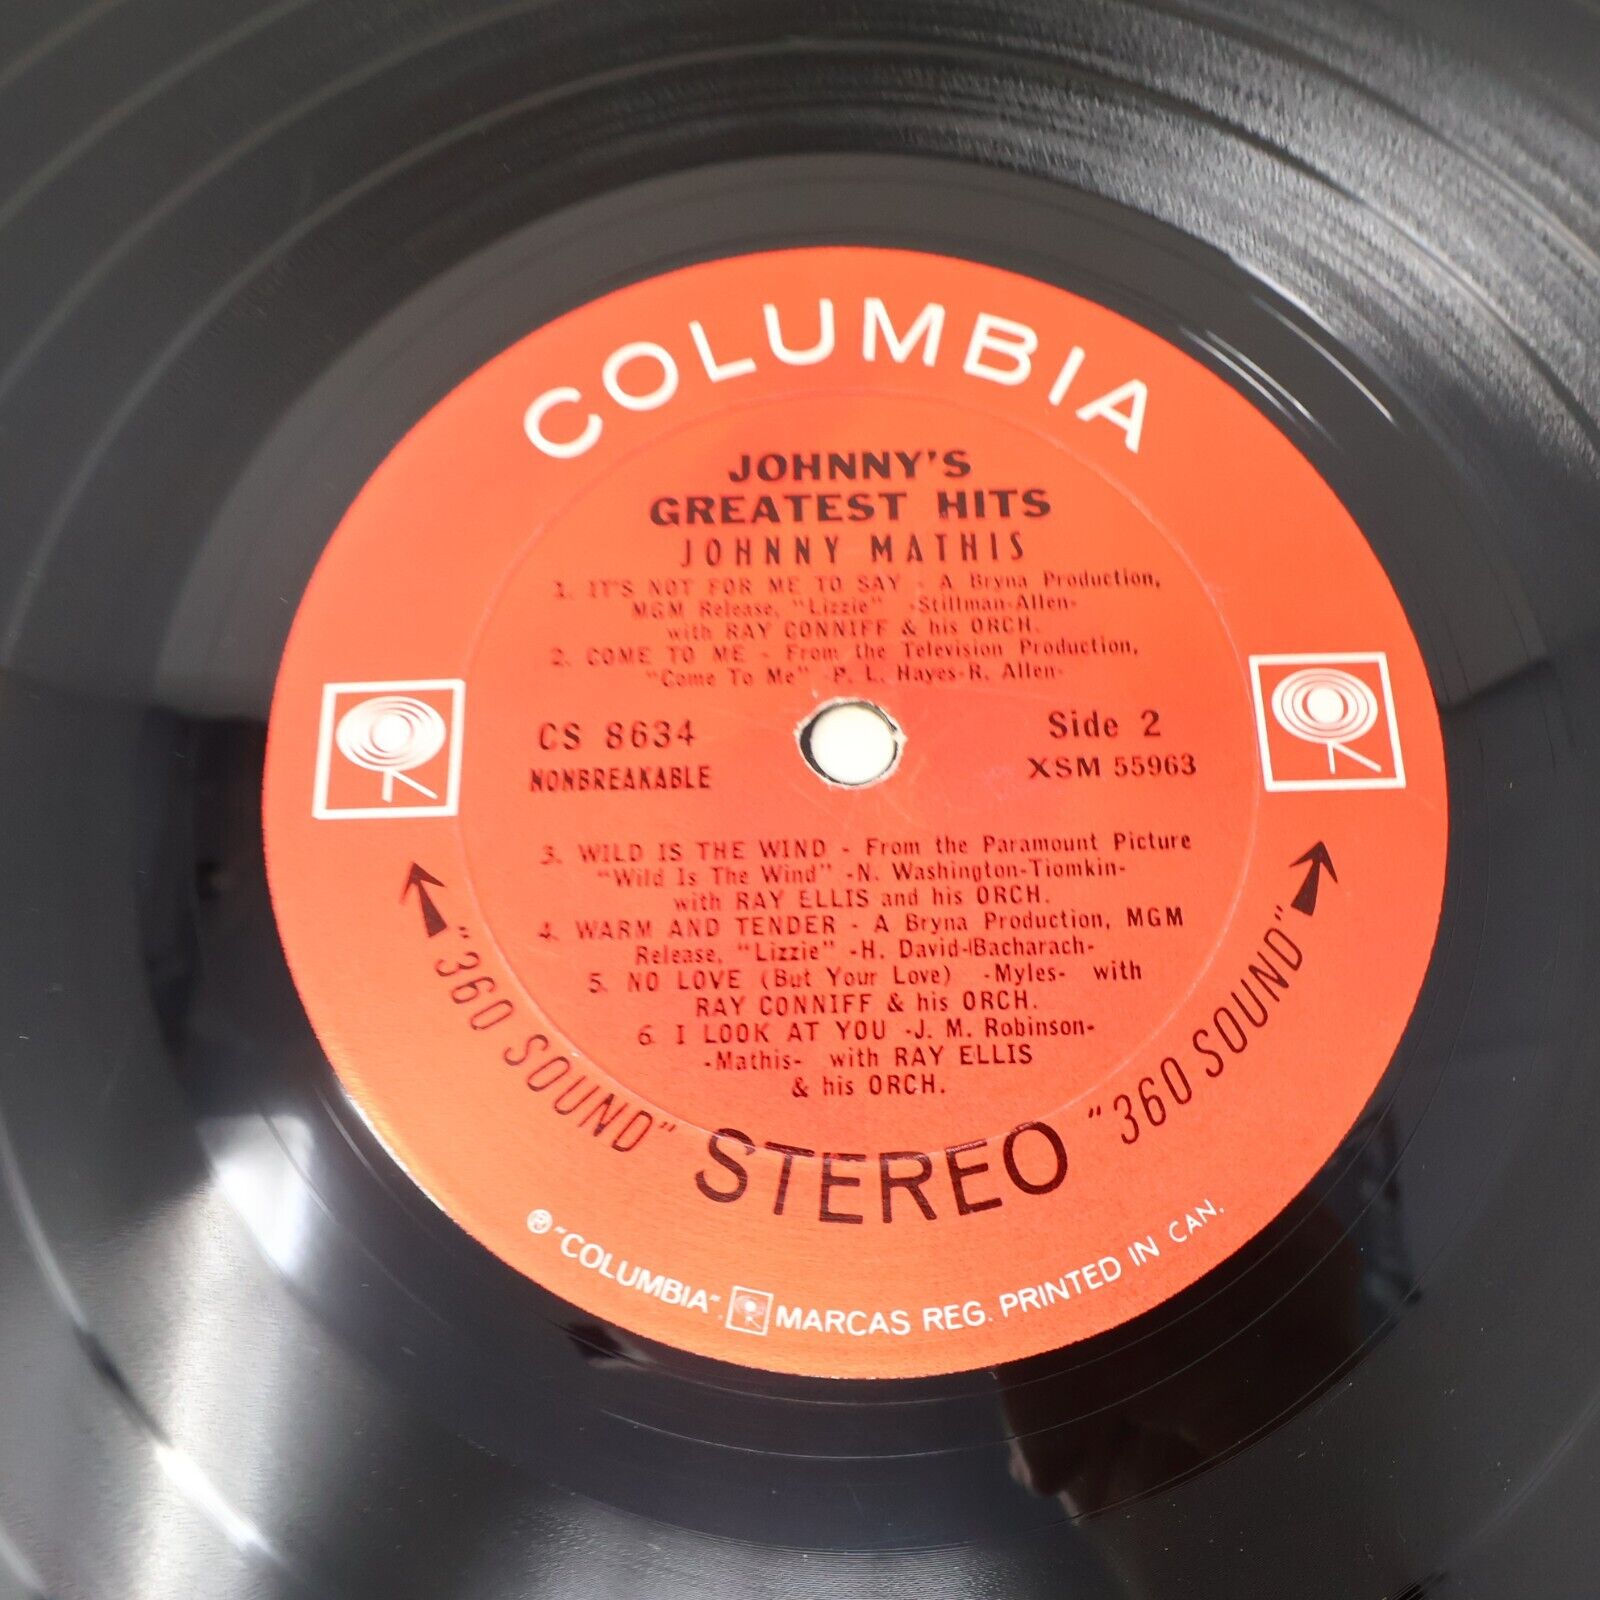 COLUMBIA
JOHNNY'S
GREATEST HITS
JOHNNY MATHIS
1. IT'S NOT FOR ME TO SAY - A Bryna Production,
MGM Release, "Lizzie" -Stillman-Allen-
with RAY CONNIFF & his ORCH.
2. COME TO ME - From the Television Production,
"Come To Me" -P. L. Hayes-R. Allen-
CS 8634
NONBREAKABLE
Side 2
XSM 55963
3. WILD IS THE WIND - From the Paramount Picture
"Wild Is The Wind" -N. Washington-Tiomkin-
with RAY ELLIS and his ORCH.
4. WARM AND TENDER - A Bryna Production, MGM
Release, "Lizzie" -H. David-Bacharach-
5. NO LOVE (But Your Love) -Myles- with
RAY CONNIFF & his ORCH.
6. I LOOK AT YOU -J. M. Robinson-
-Mathis- with RAY ELLIS
& his ORCH.
"360 SOUND" STEREO "360 SOUND"
℗ "COLUMBIA", MARCAS REG. PRINTED IN CAN.